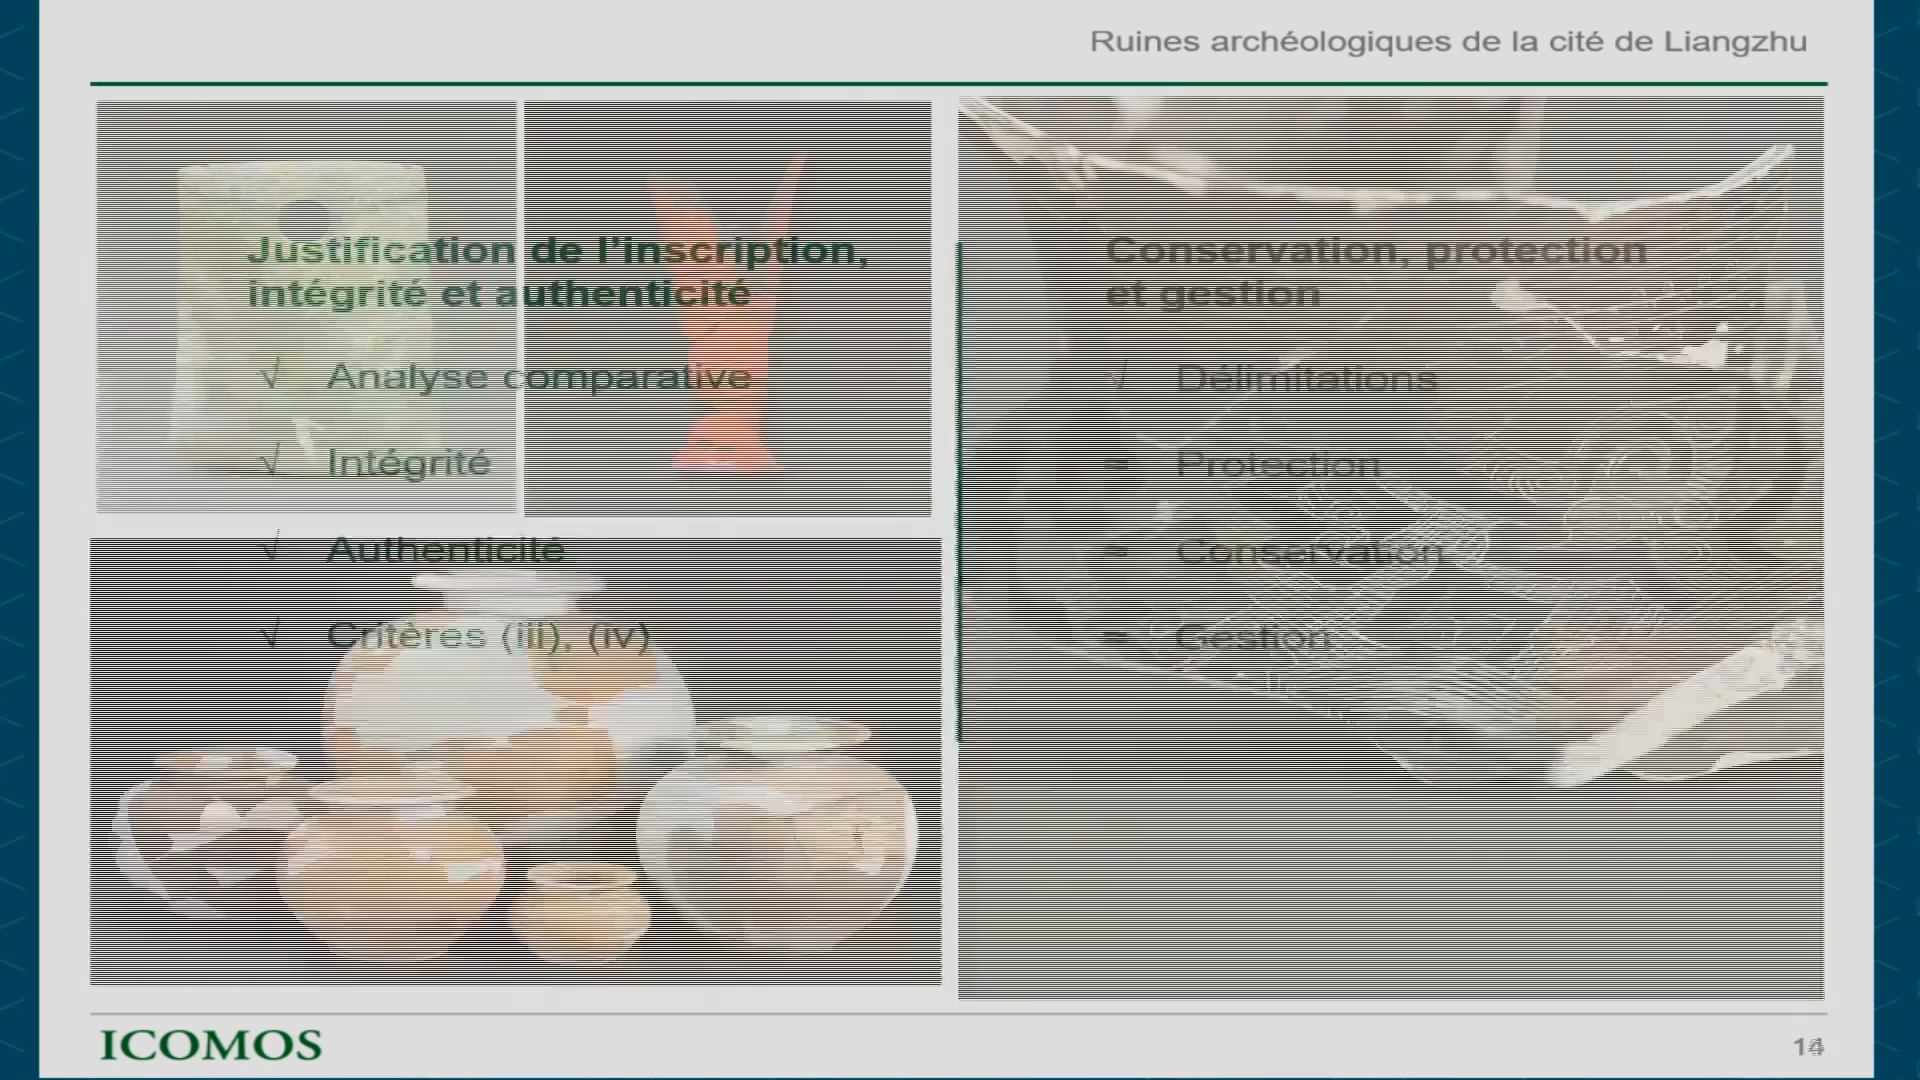 Ruines archéologiques de la cité de Liangzhu
Justification de l’inscription,
intégrité et authenticité
√ Analyse comparative
√ Intégrité
√ Authenticité
√ Critères (iii), (iv)
Conservation, protection
et gestion
√ Délimitations
≈ Protection
≈ Conservation
≈ Gestion
ICOMOS